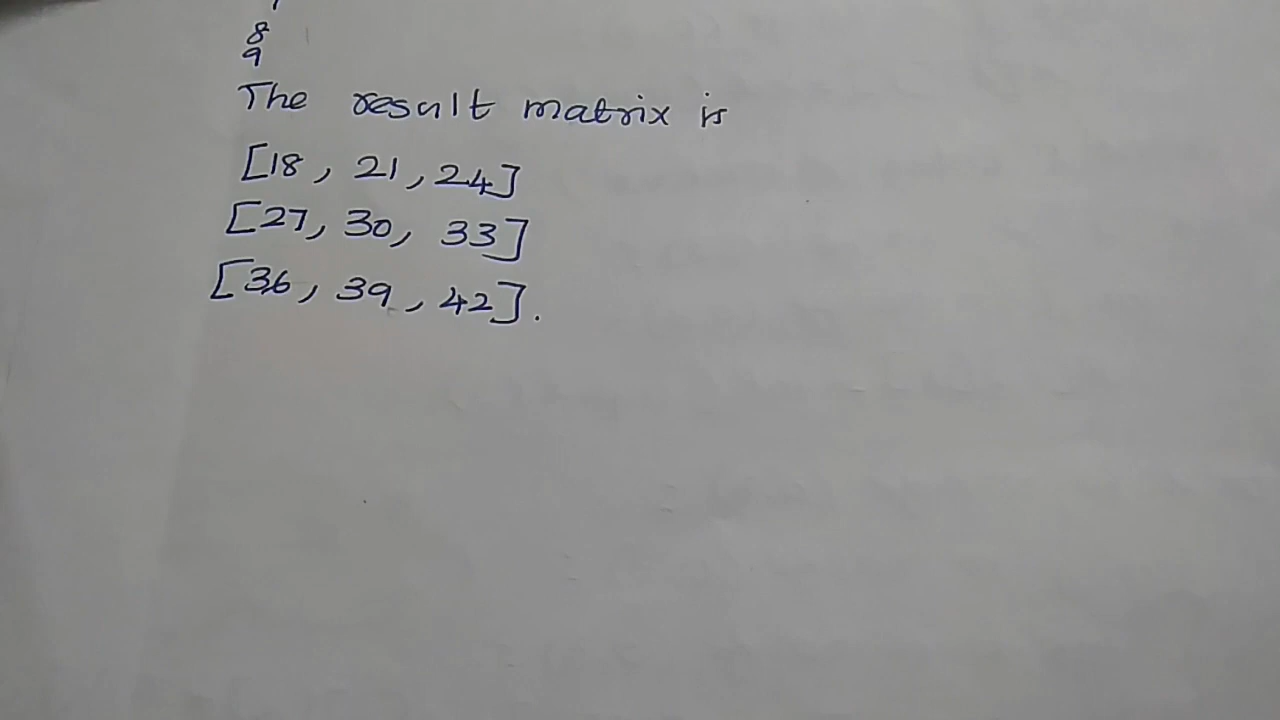 8
9
The result matrix is
[18, 21, 24]
[27, 30, 33]
[36, 39, 42].